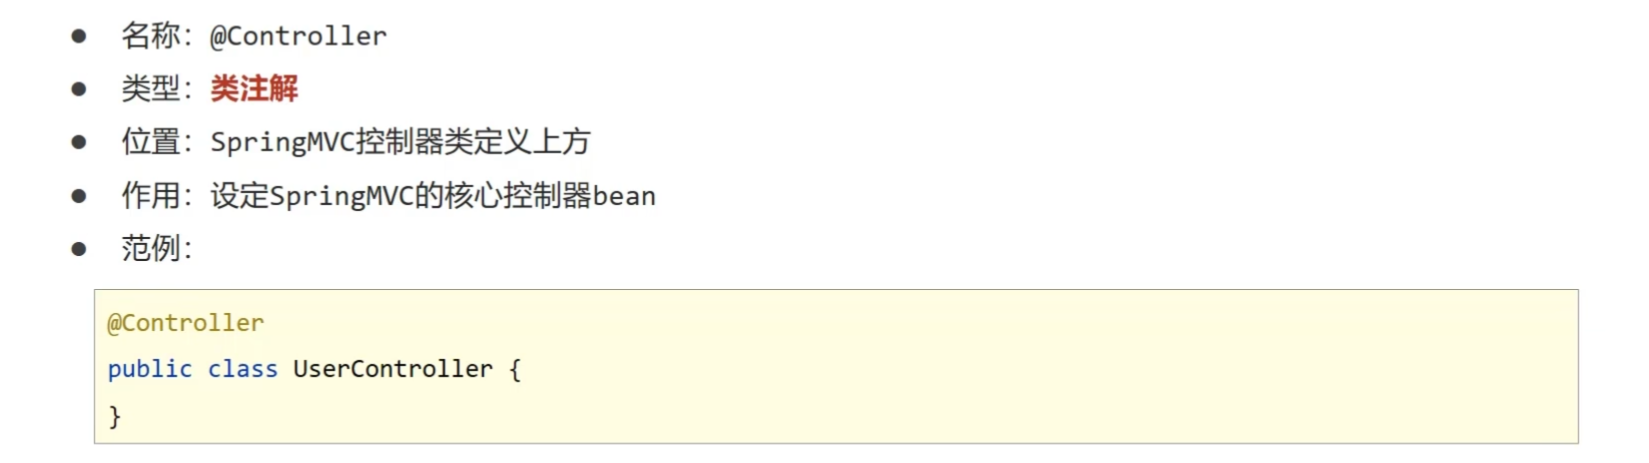 ● 名称：@Controller
● 类型：类注解
● 位置：SpringMVC控制器类定义上方
● 作用：设定SpringMVC的核心控制器bean
● 范例：
@Controller
public class UserController {
}